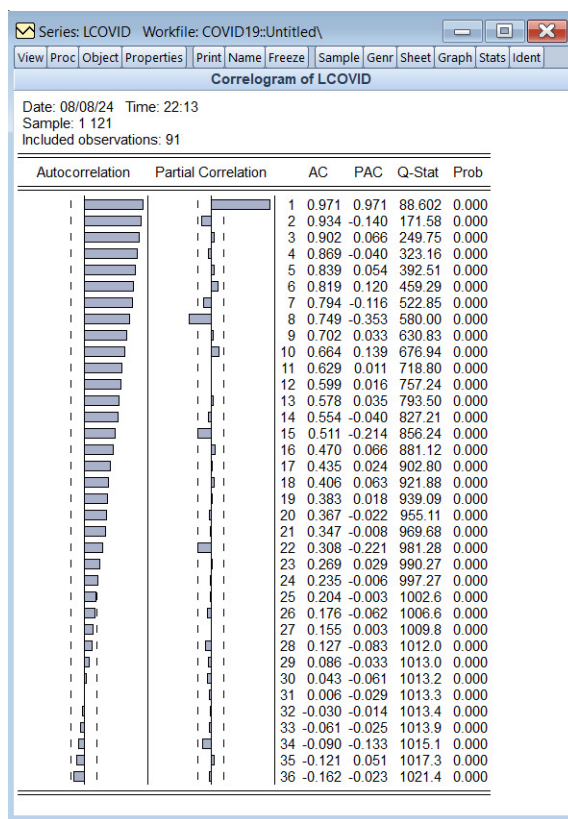 Series: LCOVID Workfile: COVID19::Untitled\
View Proc Object Properties Print Name Freeze Sample Genr Sheet Graph Stats Ident
Correlogram of LCOVID
Date: 08/08/24 Time: 22:13
Sample: 1 121
Included observations: 91
Autocorrelation Partial Correlation AC PAC Q-Stat Prob
1 0.971 0.971 88.602 0.000
2 0.934 -0.140 171.58 0.000
3 0.902 0.066 249.75 0.000
4 0.869 -0.040 323.16 0.000
5 0.839 0.054 392.51 0.000
6 0.819 0.120 459.29 0.000
7 0.794 -0.116 522.85 0.000
8 0.749 -0.353 580.00 0.000
9 0.702 0.033 630.83 0.000
10 0.664 0.139 676.94 0.000
11 0.629 0.011 718.80 0.000
12 0.599 0.016 757.24 0.000
13 0.578 0.035 793.50 0.000
14 0.554 -0.040 827.21 0.000
15 0.511 -0.214 856.24 0.000
16 0.470 0.066 881.12 0.000
17 0.435 0.024 902.80 0.000
18 0.406 0.063 921.88 0.000
19 0.383 0.018 939.09 0.000
20 0.367 -0.022 955.11 0.000
21 0.347 -0.008 969.68 0.000
22 0.308 -0.221 981.28 0.000
23 0.269 0.029 990.27 0.000
24 0.235 -0.006 997.27 0.000
25 0.204 -0.003 1002.6 0.000
26 0.176 -0.062 1006.6 0.000
27 0.155 0.003 1009.8 0.000
28 0.127 -0.083 1012.0 0.000
29 0.086 -0.033 1013.0 0.000
30 0.043 -0.061 1013.2 0.000
31 0.006 -0.029 1013.3 0.000
32 -0.030 -0.014 1013.4 0.000
33 -0.061 -0.025 1013.9 0.000
34 -0.090 -0.133 1015.1 0.000
35 -0.121 0.051 1017.3 0.000
36 -0.162 -0.023 1021.4 0.000